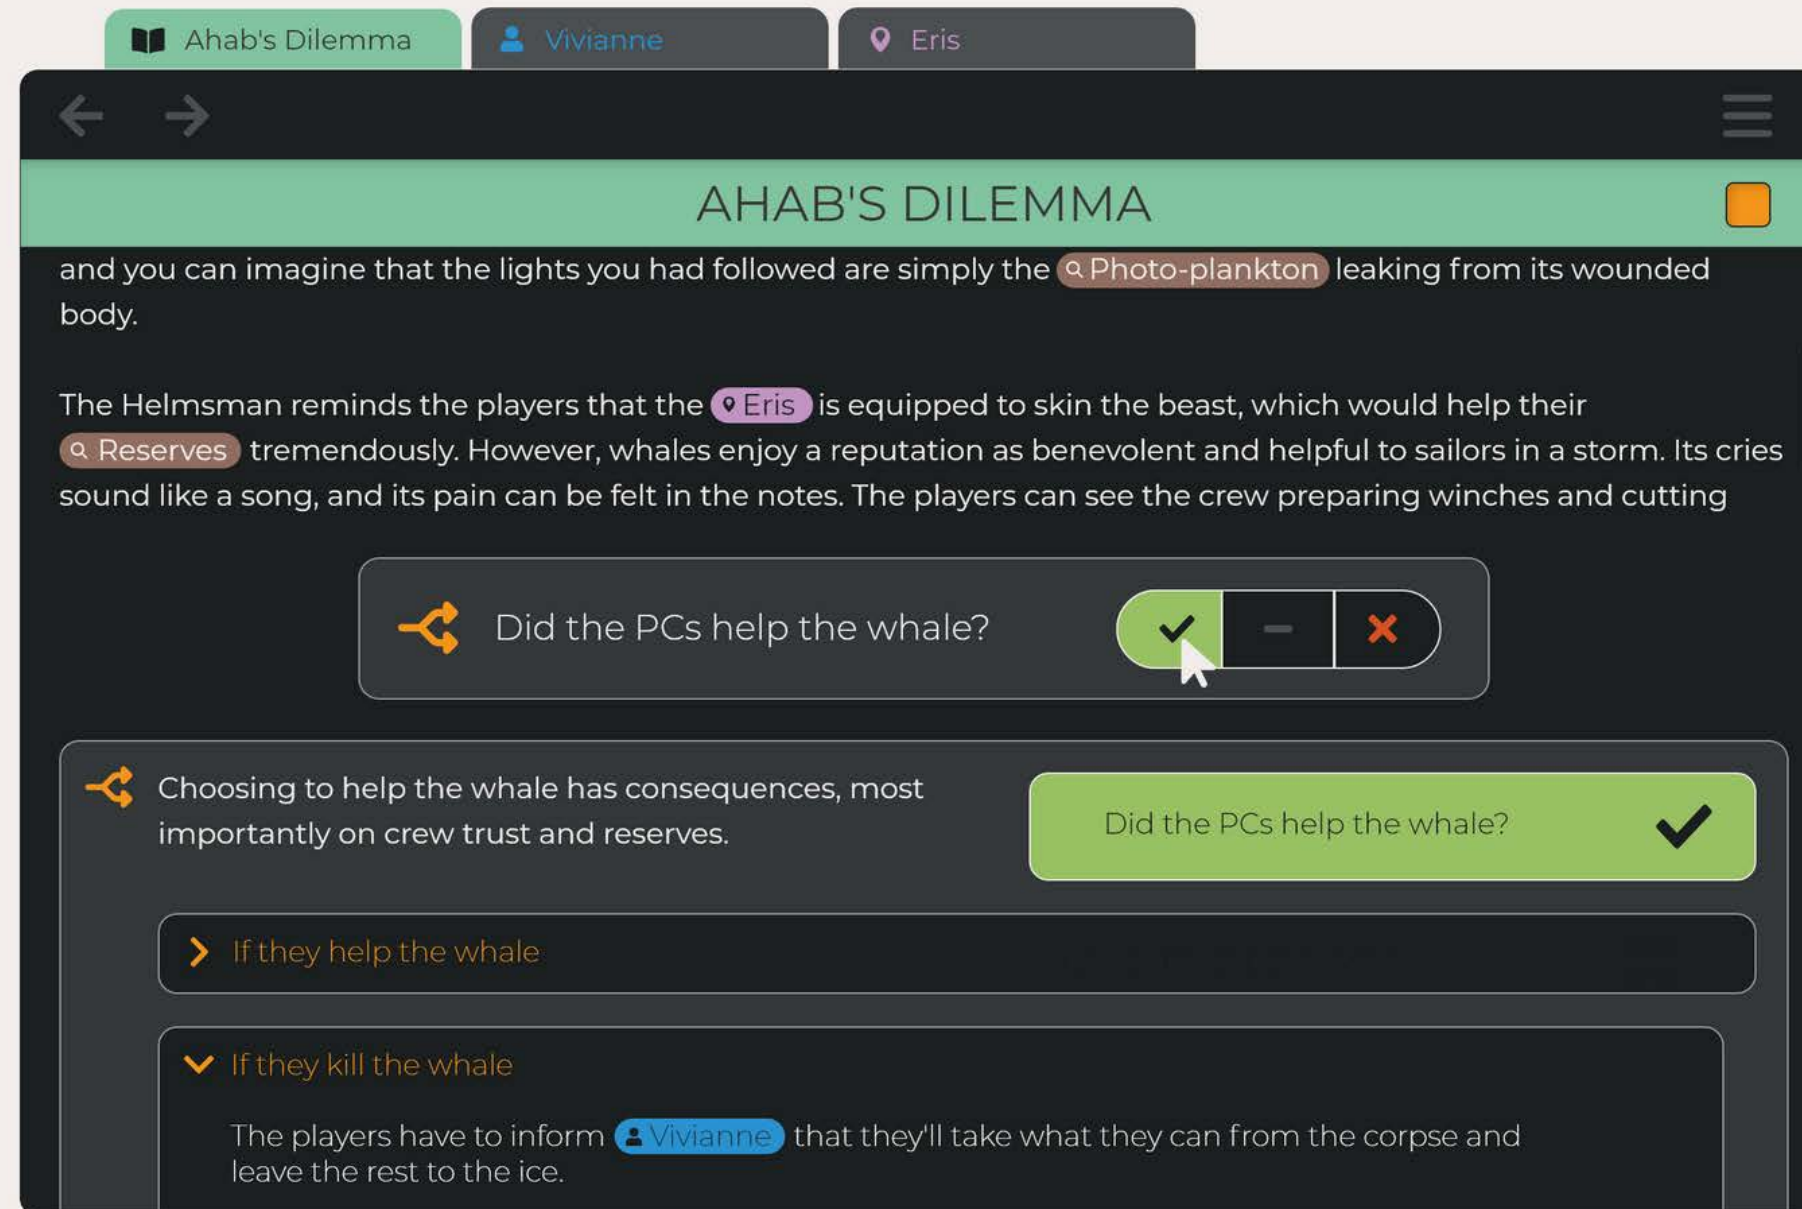 Ahab's Dilemma
Vivianne
Eris
AHAB'S DILEMMA
and you can imagine that the lights you had followed are simply the Photo-plankton leaking from its wounded
body.
The Helmsman reminds the players that the Eris is equipped to skin the beast, which would help their
Reserves tremendously. However, whales enjoy a reputation as benevolent and helpful to sailors in a storm. Its cries
sound like a song, and its pain can be felt in the notes. The players can see the crew preparing winches and cutting
Did the PCs help the whale?
Choosing to help the whale has consequences, most
importantly on crew trust and reserves.
Did the PCs help the whale?
If they help the whale
If they kill the whale
The players have to inform Vivianne that they'll take what they can from the corpse and
leave the rest to the ice.